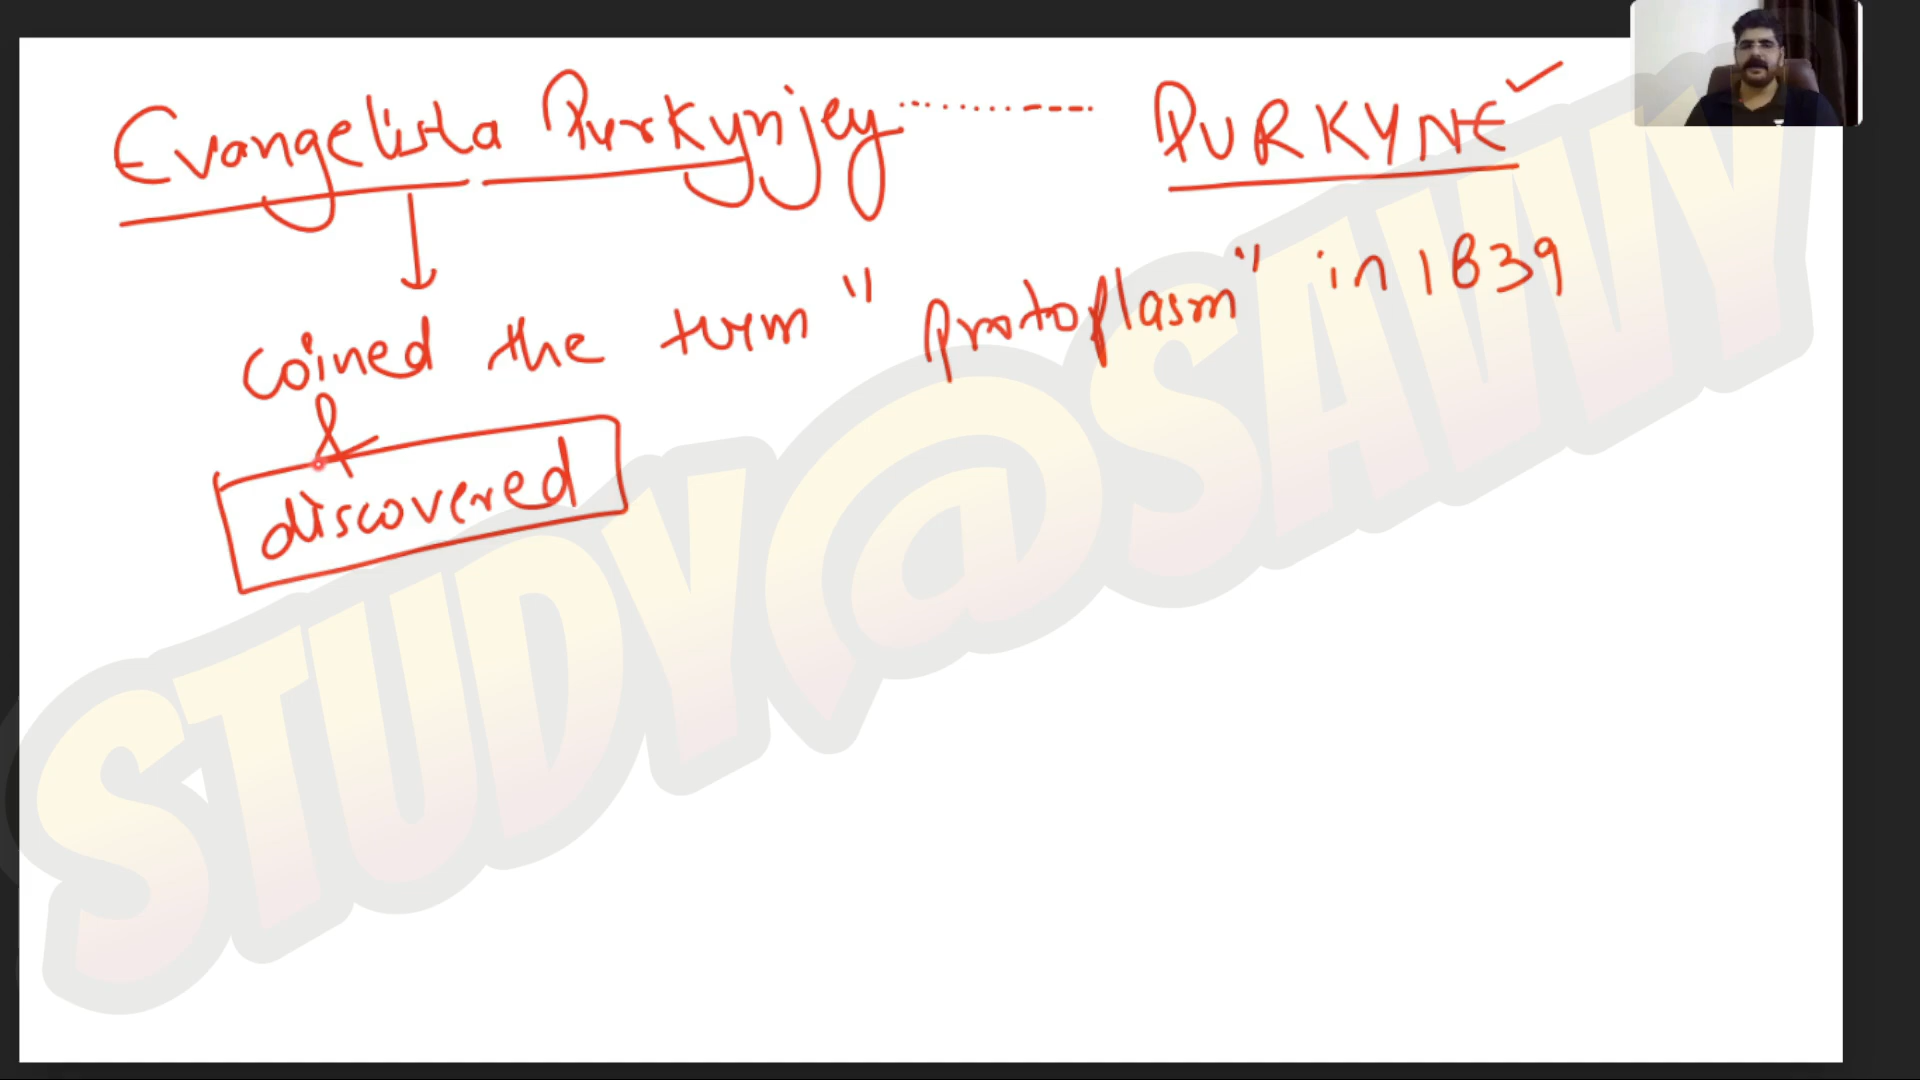 Evangelista Purkynjey ............---- PURKYNE ✓
coined the term " protoplasm " in 1839
&
discovered
STUDY@SAVVY